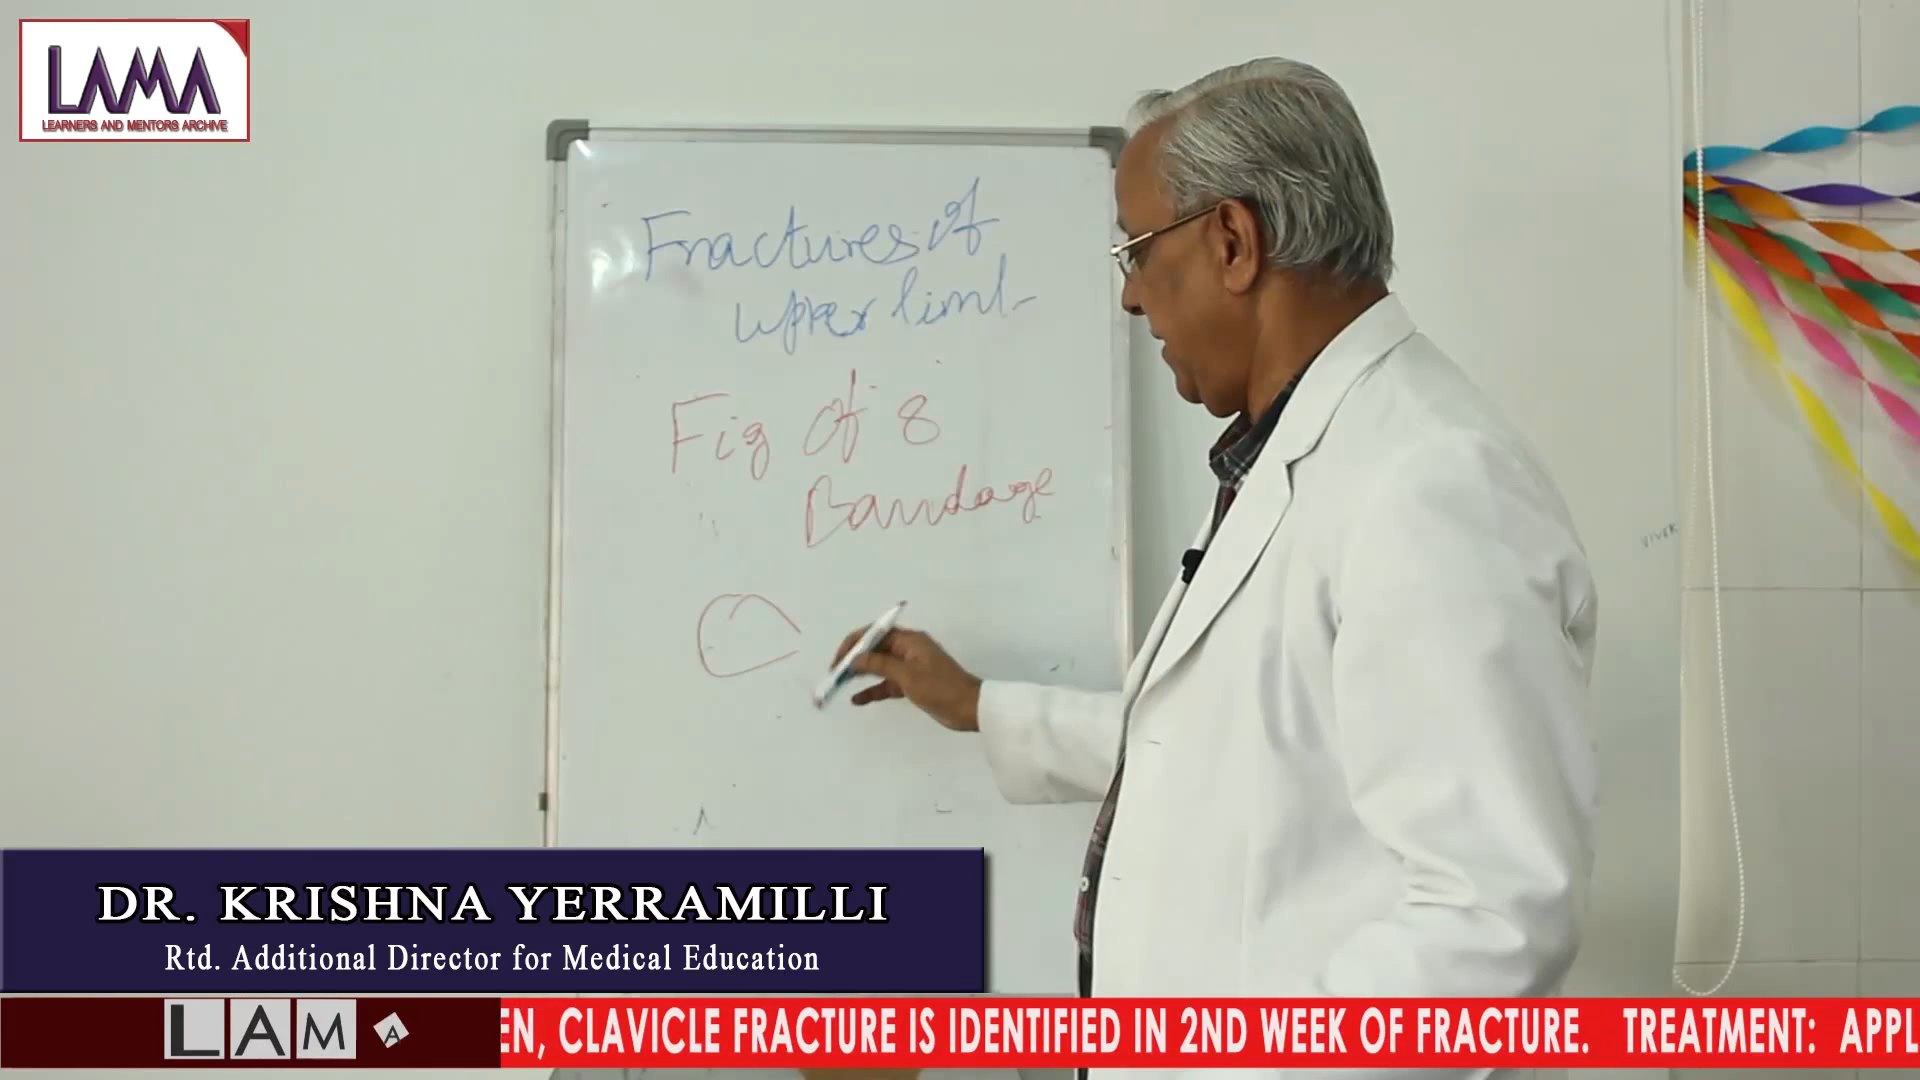 LAMA
LEARNERS AND MENTORS ARCHIVE
Fractures of
upper limb
Fig of 8
Bandage
VIVEK
DR. KRISHNA YERRAMILLI
Rtd. Additional Director for Medical Education
LAMA
EN, CLAVICLE FRACTURE IS IDENTIFIED IN 2ND WEEK OF FRACTURE. TREATMENT: APPL